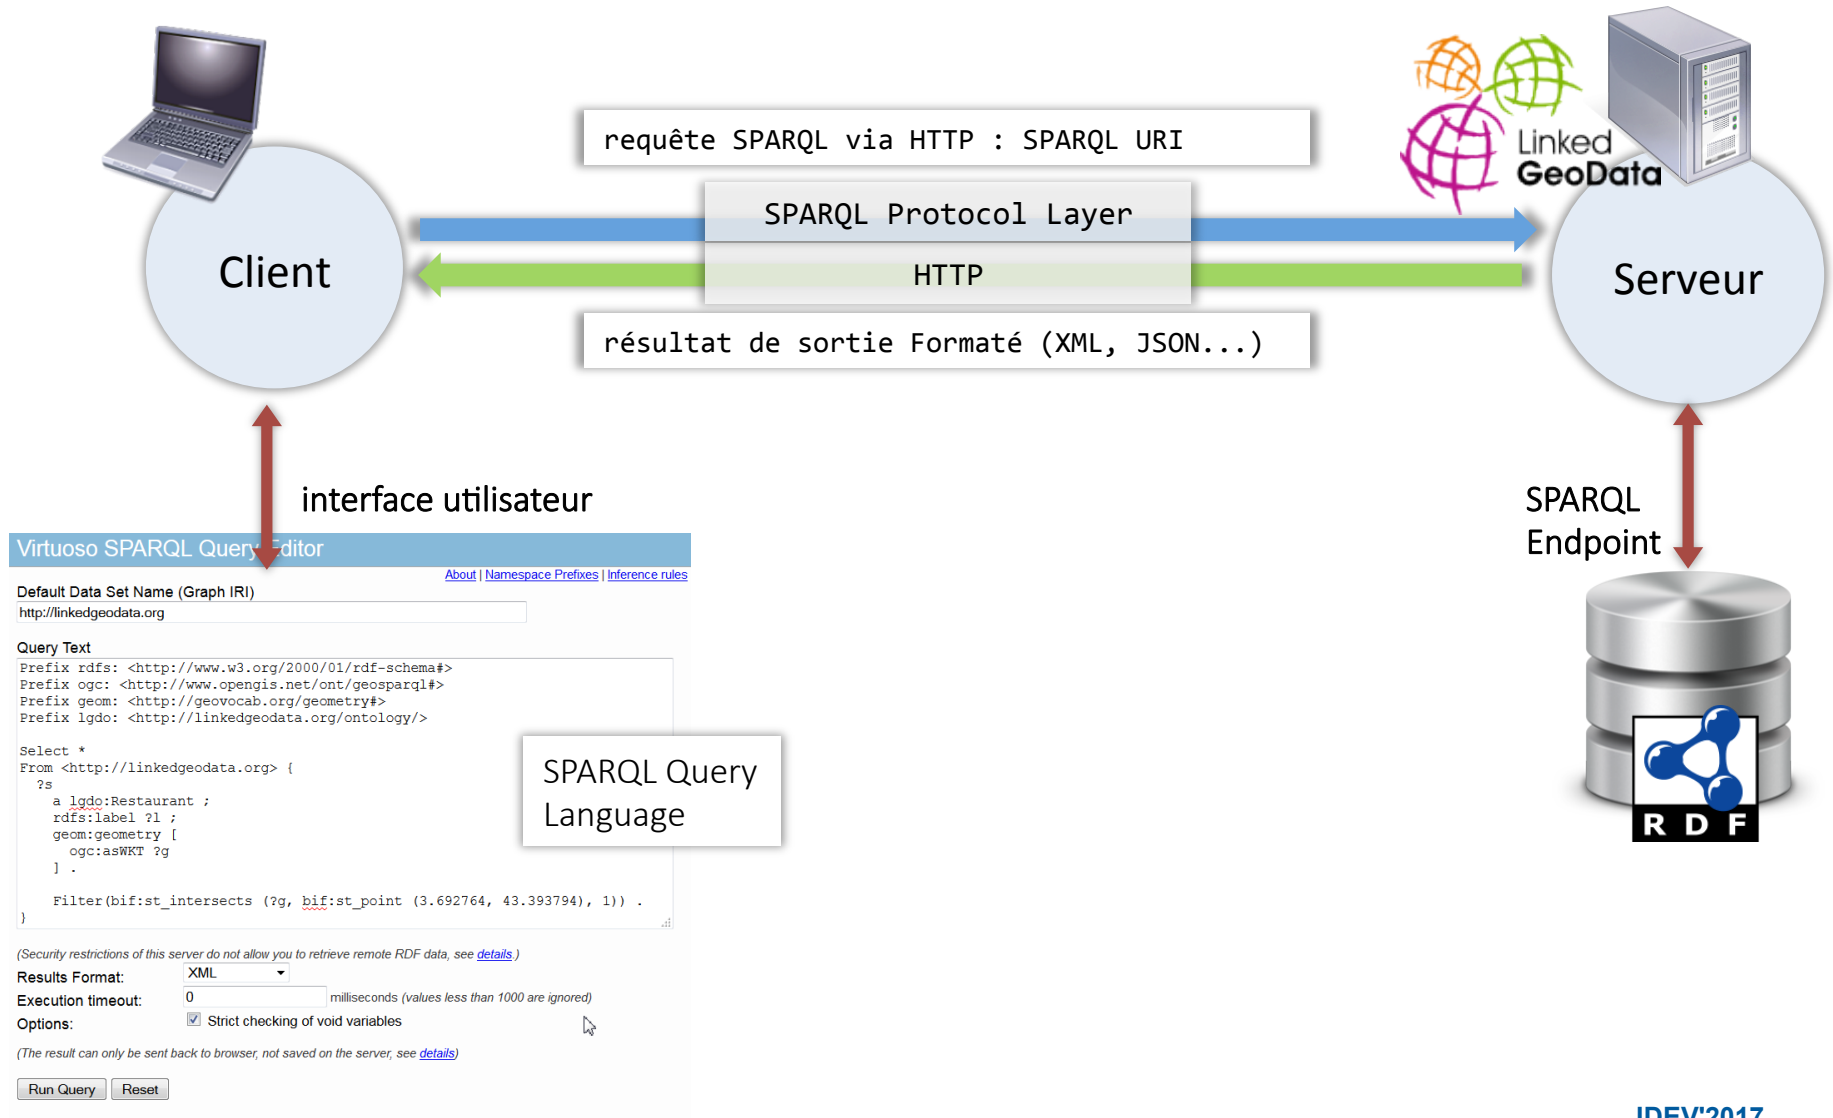 requête SPARQL via HTTP : SPARQL URI
Linked
GeoData
SPARQL Protocol Layer
HTTP
Client
Serveur
résultat de sortie Formaté (XML, JSON...)
interface utilisateur
SPARQL
Endpoint
Virtuoso SPARQL Query Editor
About | Namespace Prefixes | Inference rules
Default Data Set Name (Graph IRI)
http://linkedgeodata.org
Query Text
Prefix rdfs: <http://www.w3.org/2000/01/rdf-schema#>
Prefix ogc: <http://www.opengis.net/ont/geosparql#>
Prefix geom: <http://geovocab.org/geometry#>
Prefix lgdo: <http://linkedgeodata.org/ontology/>
Select *
From <http://linkedgeodata.org> {
?s
a lgdo:Restaurant ;
rdfs:label ?l ;
geom:geometry [
ogc:asWKT ?g
] .
Filter(bif:st_intersects (?g, bif:st_point (3.692764, 43.393794), 1)) .
}
SPARQL Query
Language
RDF
(Security restrictions of this server do not allow you to retrieve remote RDF data, see details.)
Results Format: XML
Execution timeout: 0 milliseconds (values less than 1000 are ignored)
Options: Strict checking of void variables
(The result can only be sent back to browser, not saved on the server, see details)
Run Query Reset
JDEV'2017